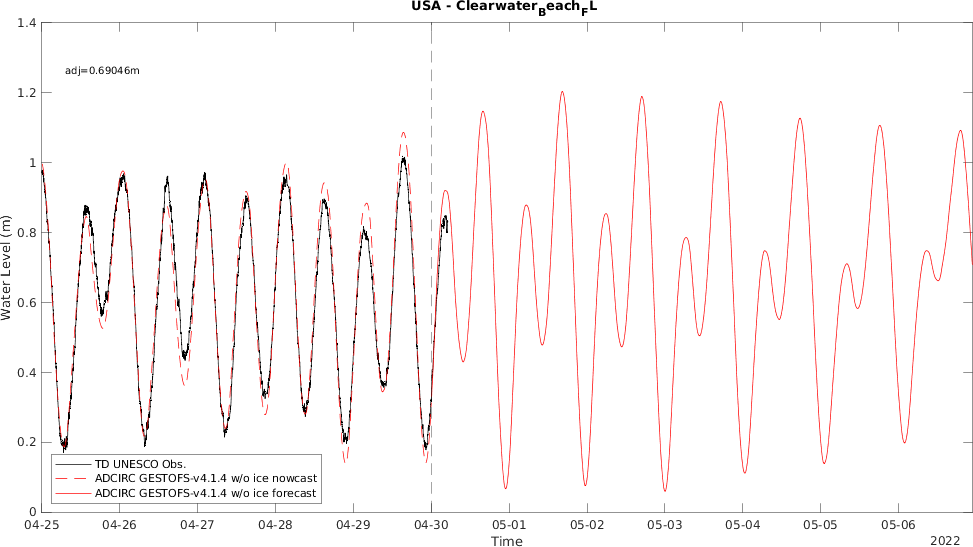 USA - Clearwater_Beach_FL
1.4
adj=0.69046m
1.2
1
0.8
Water Level (m)
0.6
0.4
0.2
0
TD UNESCO Obs.
ADCIRC GESTOFS-v4.1.4 w/o ice nowcast
ADCIRC GESTOFS-v4.1.4 w/o ice forecast
04-25 04-26 04-27 04-28 04-29 04-30 05-01 05-02 05-03 05-04 05-05 05-06
Time
2022